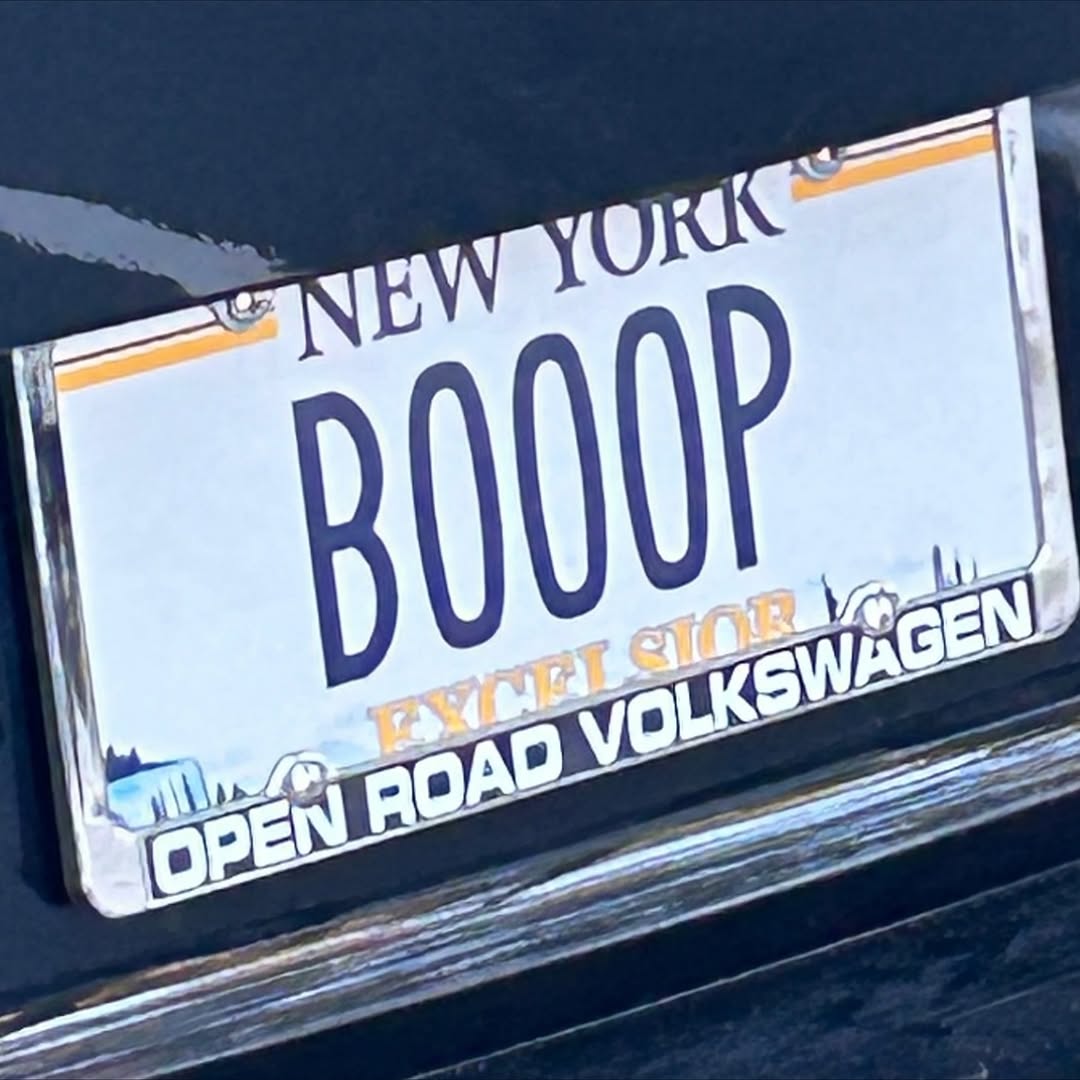 NEW YORK
BOOOP
EXCELSIOR
OPEN ROAD VOLKSWAGEN